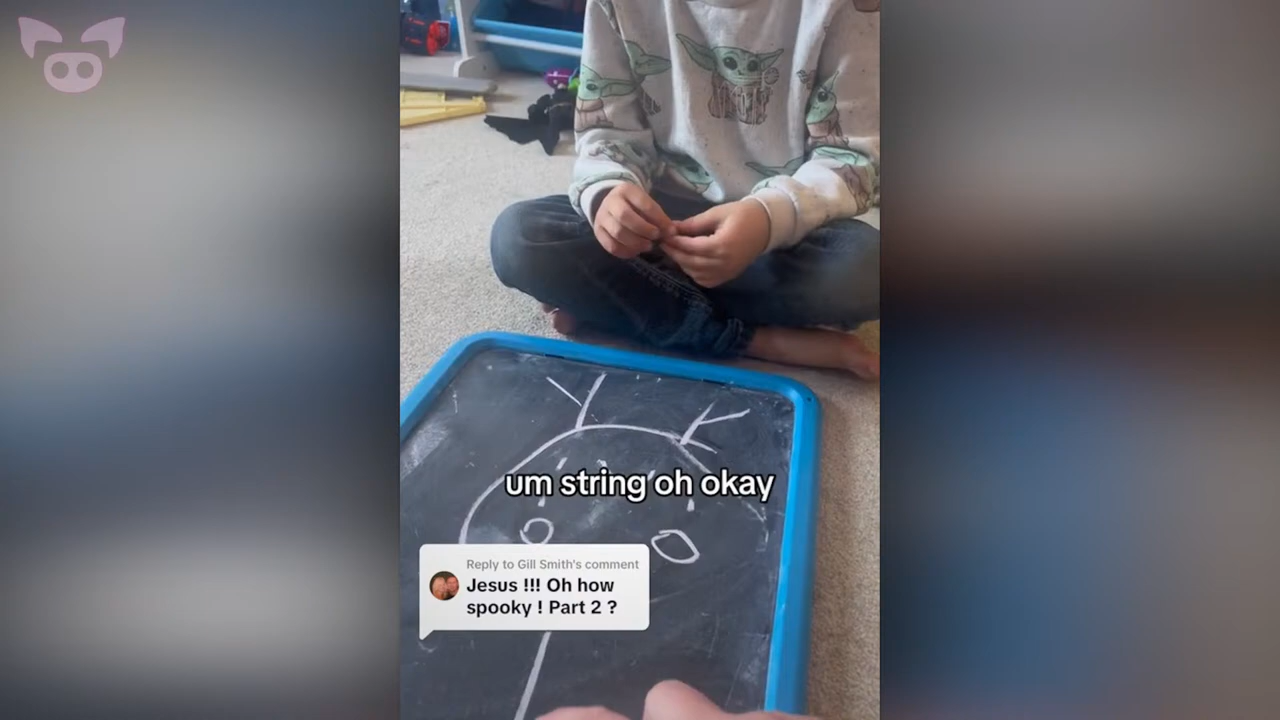 um string oh okay
Reply to Gill Smith's comment
Jesus !!! Oh how
spooky ! Part 2 ?